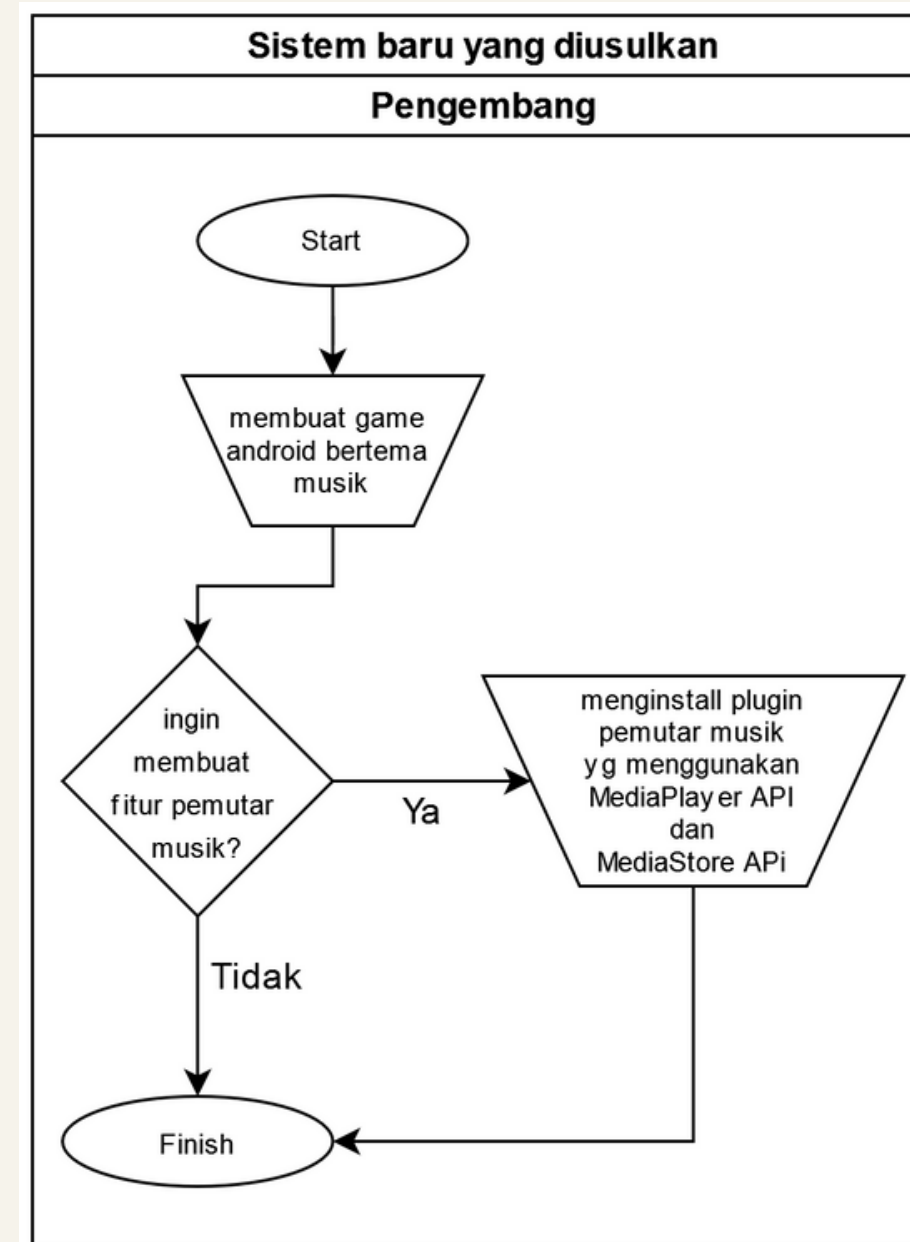 Sistem baru yang diusulkan
Pengembang
Start
membuat game
android bertema
musik
ingin
membuat
fitur pemutar
musik?
Ya
menginstall plugin
pemutar musik
yg menggunakan
MediaPlayer API
dan
MediaStore APi
Tidak
Finish